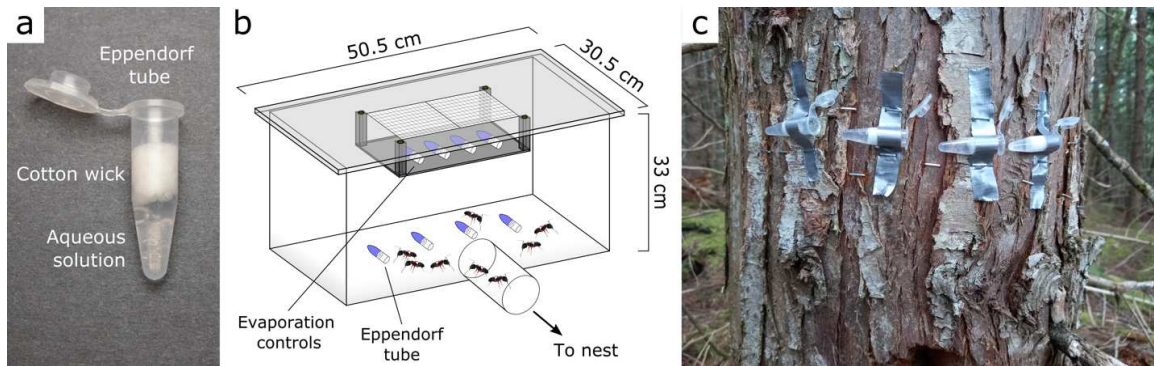 a
Eppendorf
tube
Cotton wick
Aqueous
solution
b
50.5 cm
30.5 cm
33 cm
Evaporation
controls
Eppendorf
tube
To nest
c